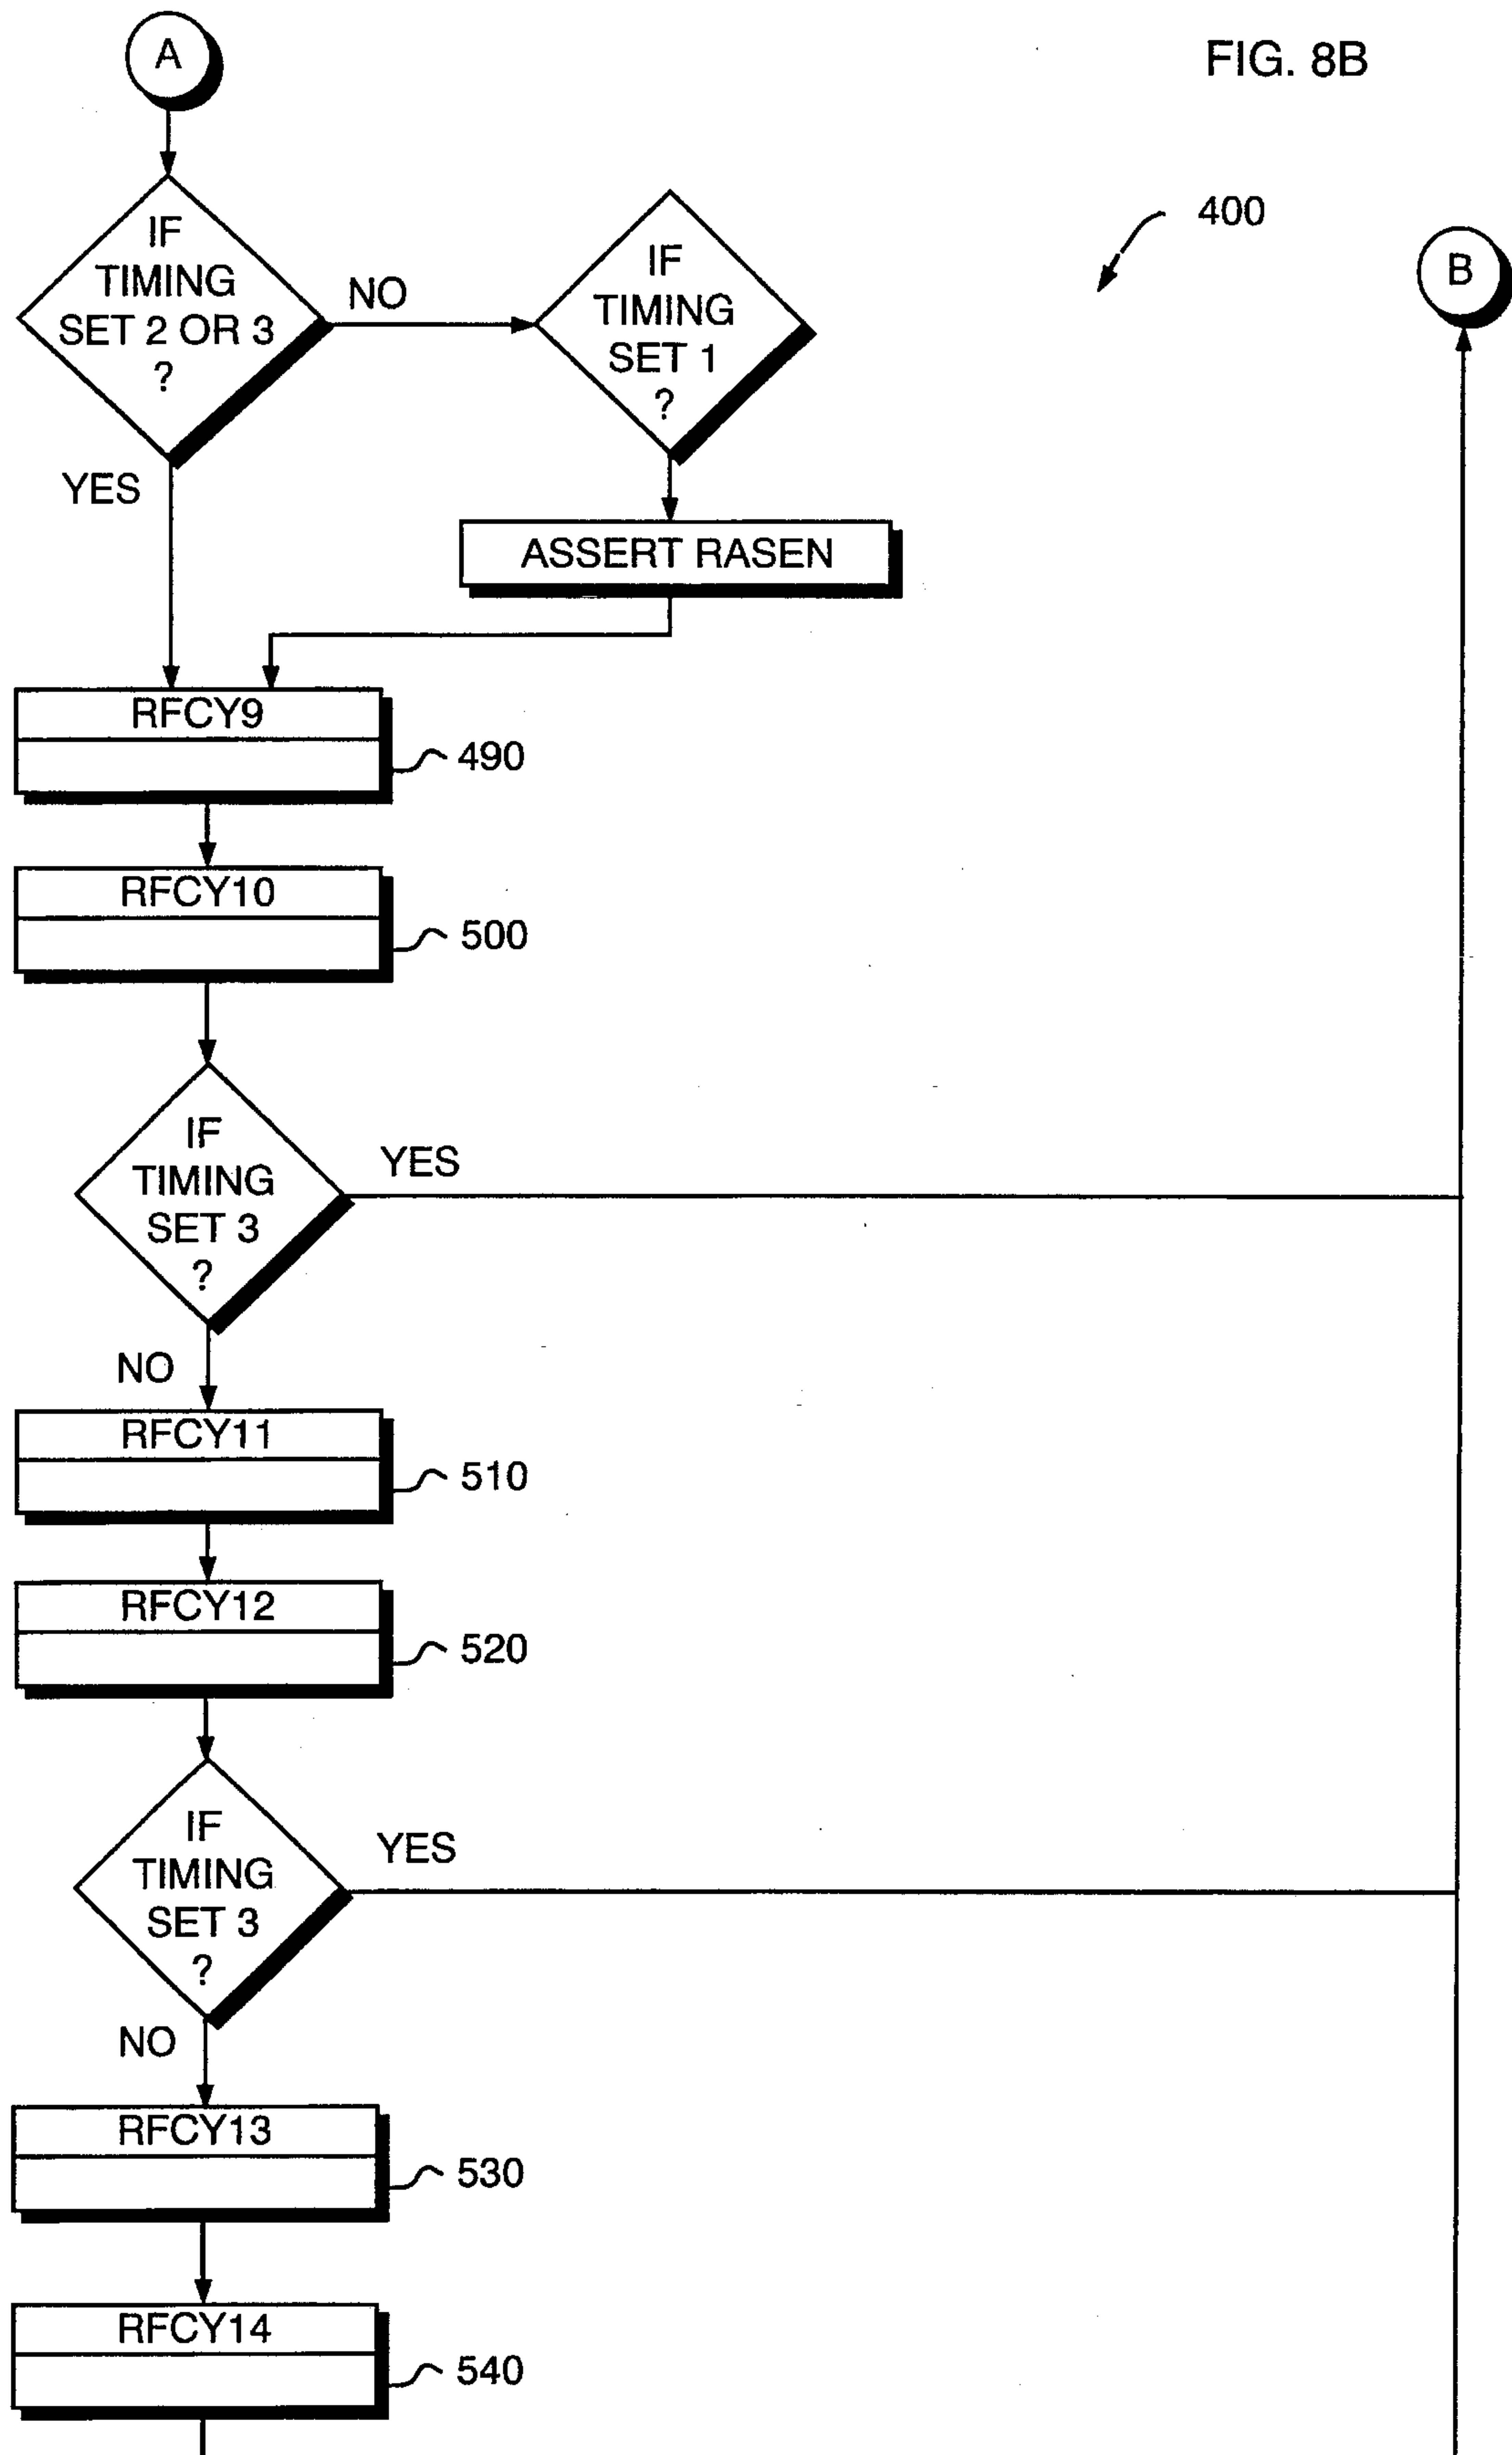 A
FIG. 8B
400
B
IF
TIMING
SET 2 OR 3
?
NO
IF
TIMING
SET 1
?
YES
ASSERT RASEN
RFCY9
490
RFCY10
500
IF
TIMING
SET 3
?
YES
NO
RFCY11
510
RFCY12
520
IF
TIMING
SET 3
?
YES
NO
RFCY13
530
RFCY14
540